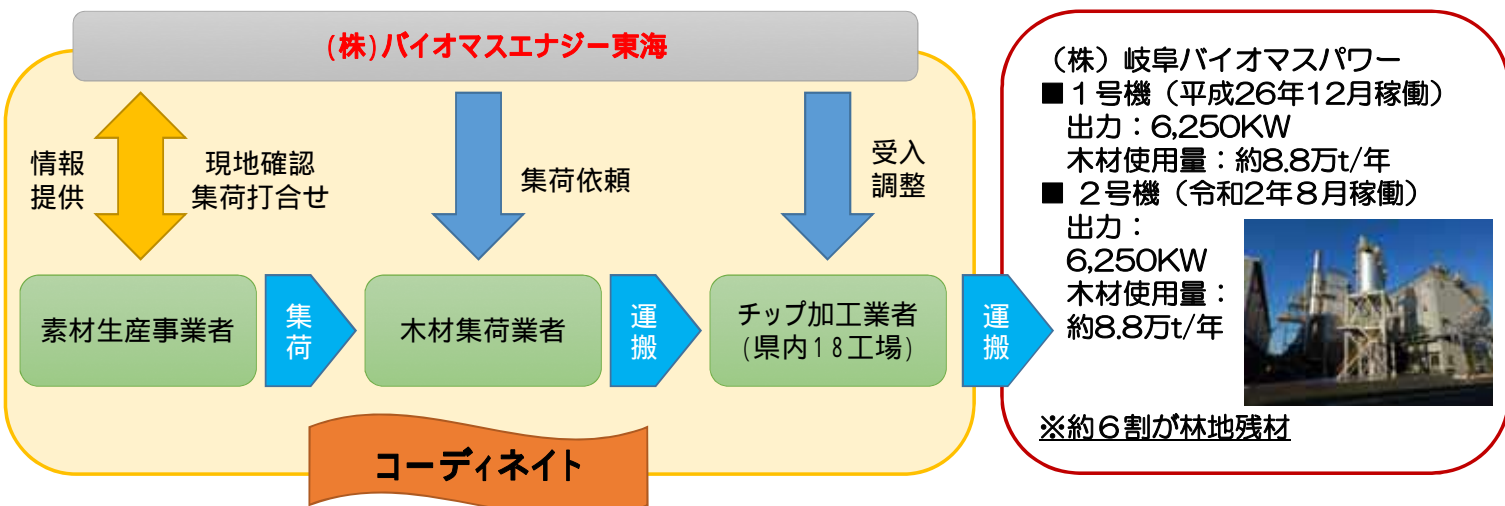 (株)バイオマスエナジー東海
情報
提供
現地確認
集荷打合せ
集荷依頼
受入
調整
素材生産事業者
集
荷
木材集荷業者
運
搬
チップ加工業者
(県内18工場)
運
搬
コーディネイト
（株）岐阜バイオマスパワー
■１号機（平成26年12月稼働）
出力：6,250KW
木材使用量：約8.8万t/年
■ ２号機（令和2年８月稼働）
出力：
6,250KW
木材使用量：
約8.8万t/年
※約６割が林地残材